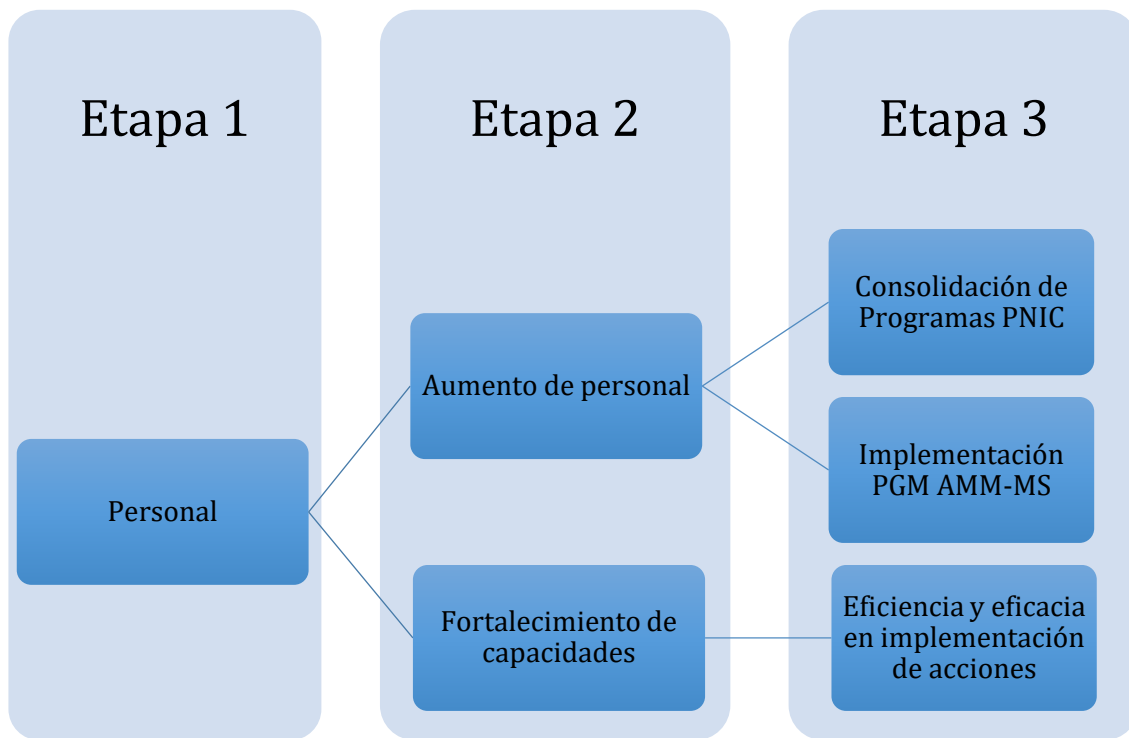 Etapa 1
Etapa 2
Etapa 3
Personal
Aumento de personal
Fortalecimiento de
capacidades
Consolidación de
Programas PNIC
Implementación
PGM AMM-MS
Eficiencia y eficacia
en implementación
de acciones